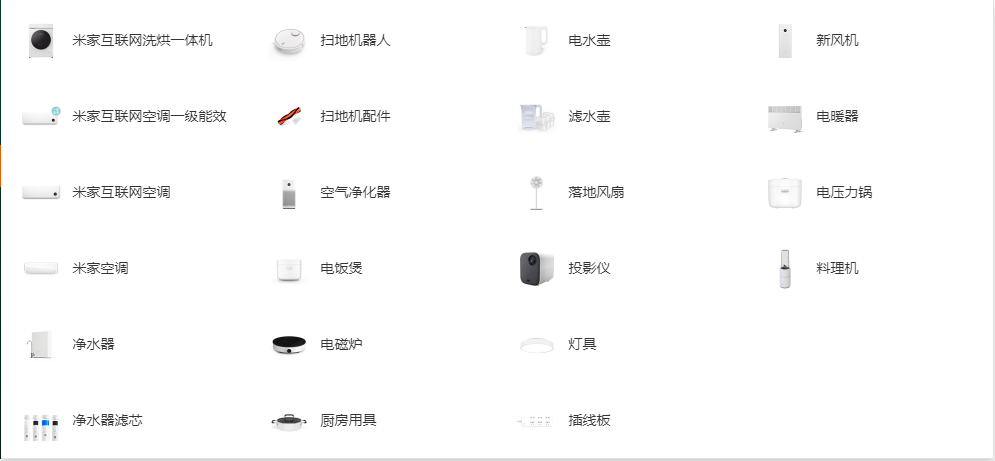 米家互联网洗烘一体机
米家互联网空调一级能效
米家互联网空调
米家空调
净水器
净水器滤芯
扫地机器人
扫地机配件
空气净化器
电饭煲
电磁炉
厨房用具
电水壶
滤水壶
落地风扇
投影仪
灯具
插线板
新风机
电暖器
电压力锅
料理机